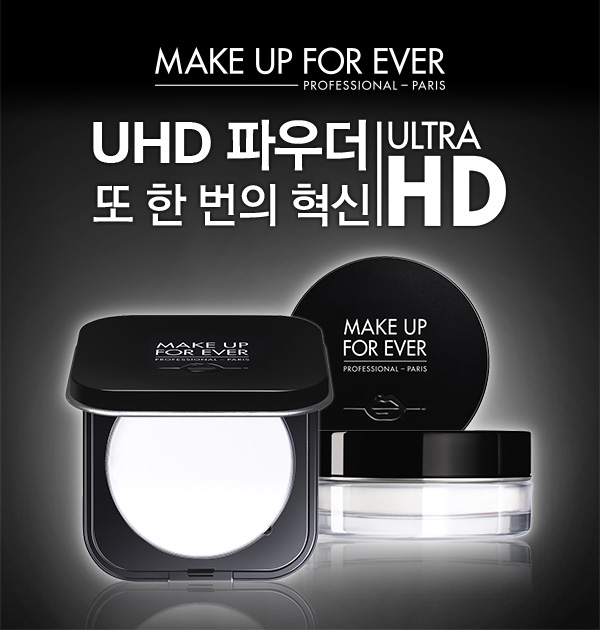 MAKE UP FOR EVER
PROFESSIONAL – PARIS
UHD 파우더
또 한 번의 혁신
ULTRA
HD
MAKE UP
FOR EVER
PROFESSIONAL – PARIS
MAKE UP
FOR EVER
PROFESSIONAL – PARIS